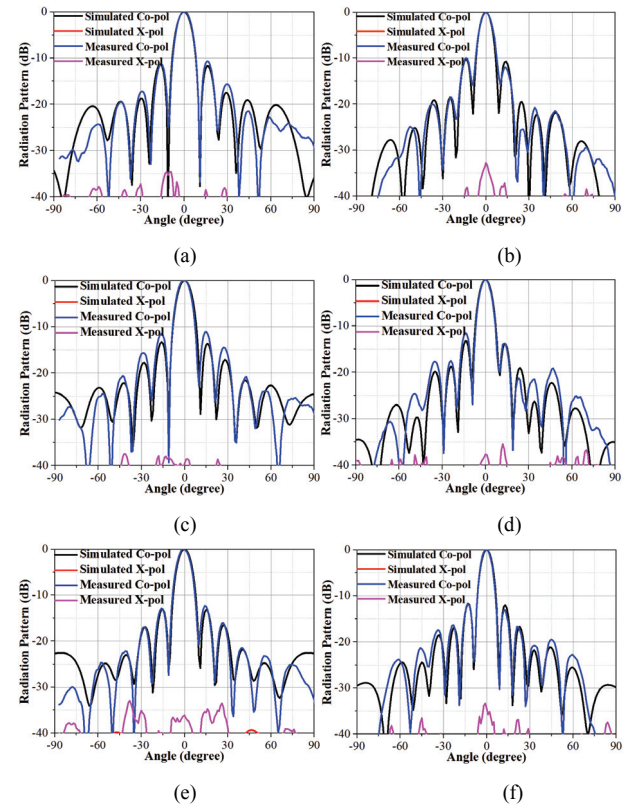 Simulated Co-pol
Simulated X-pol
Measured Co-pol
Measured X-pol
Radiation Pattern (dB)
0
-10
-20
-30
-40
-90 -60 -30 0 30 60 90
Angle (degree)
(a)
Simulated Co-pol
Simulated X-pol
Measured Co-pol
Measured X-pol
Radiation Pattern (dB)
0
-10
-20
-30
-40
-90 -60 -30 0 30 60 90
Angle (degree)
(b)
Simulated Co-pol
Simulated X-pol
Measured Co-pol
Measured X-pol
Radiation Pattern (dB)
0
-10
-20
-30
-40
-90 -60 -30 0 30 60 90
Angle (degree)
(c)
Simulated Co-pol
Simulated X-pol
Measured Co-pol
Measured X-pol
Radiation Pattern (dB)
0
-10
-20
-30
-40
-90 -60 -30 0 30 60 90
Angle (degree)
(d)
Simulated Co-pol
Simulated X-pol
Measured Co-pol
Measured X-pol
Radiation Pattern (dB)
0
-10
-20
-30
-40
-90 -60 -30 0 30 60 90
Angle (degree)
(e)
Simulated Co-pol
Simulated X-pol
Measured Co-pol
Measured X-pol
Radiation Pattern (dB)
0
-10
-20
-30
-40
-90 -60 -30 0 30 60 90
Angle (degree)
(f)